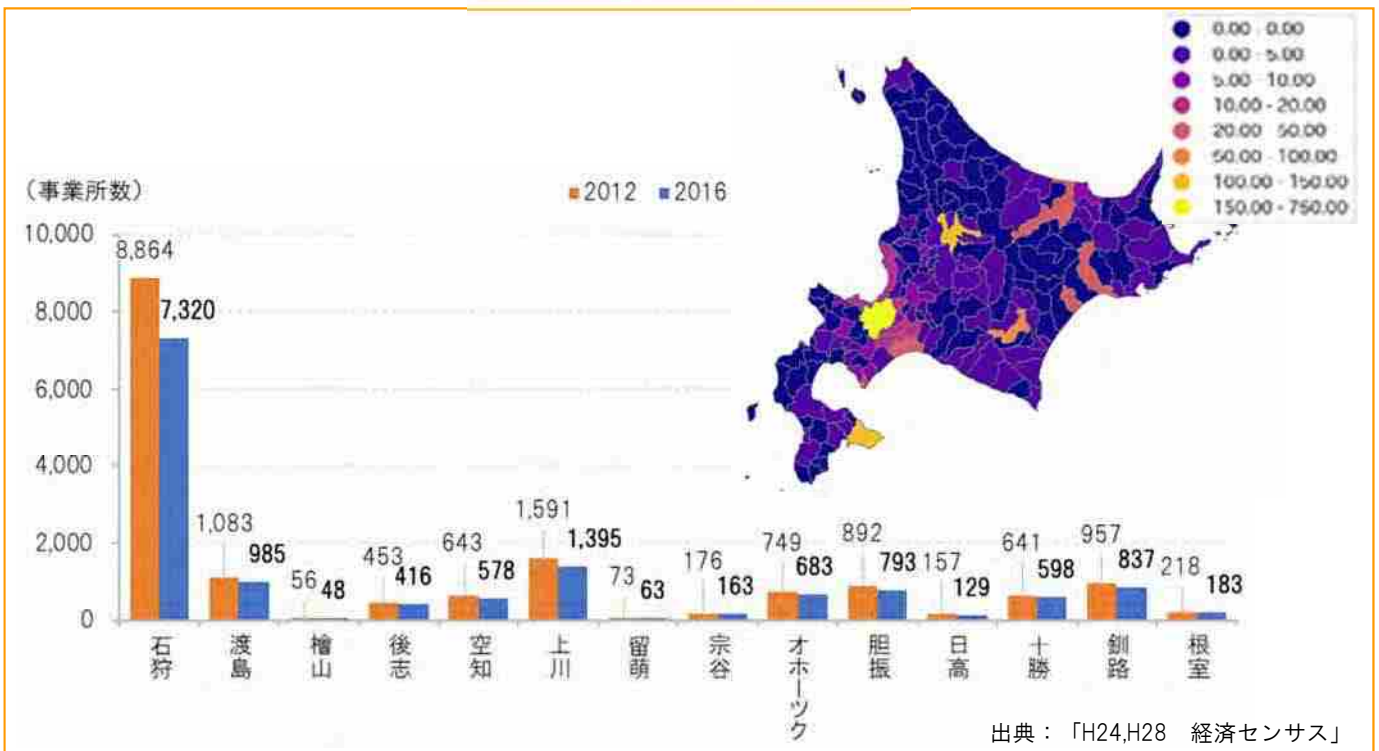 0.00 - 0.00
0.00 - 5.00
5.00 - 10.00
10.00 - 20.00
20.00 - 50.00
50.00 - 100.00
100.00 - 150.00
150.00 - 750.00
（事業所数）
2012 2016
10,000
8,000
6,000
4,000
2,000
0
8,864
7,320
1,083
985
56
48
453
416
643
578
1,591
1,395
73
63
176
163
749
683
892
793
157
129
641
598
957
837
218
183
石狩
渡島
檜山
後志
空知
上川
留萌
宗谷
オホーツク
胆振
日高
十勝
釧路
根室
出典：「H24,H28 経済センサス」